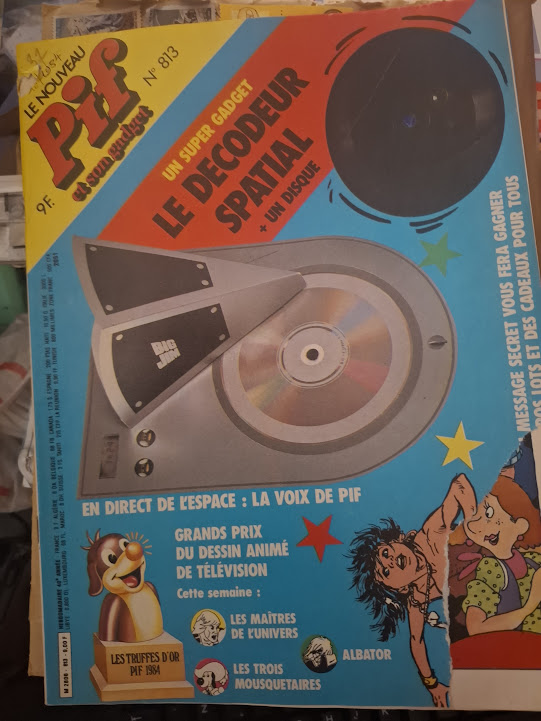 LE NOUVEAU
Pif
et son gadget
N° 813
9F.
UN SUPER GADGET
LE DECODEUR
SPATIAL
+ UN DISQUE
MESSAGE SECRET VOUS FERA GAGNER
LOTS ET DES CADEAUX POUR TOUS
BIG
JIM
EN DIRECT DE L'ESPACE : LA VOIX DE PIF
GRANDS PRIX
DU DESSIN ANIMÉ
DE TÉLÉVISION
Cette semaine :
LES MAÎTRES
DE L'UNIVERS
ALBATOR
LES TROIS
MOUSQUETAIRES
LES TRUFFES D'OR
PIF 1984
HEBDOMADAIRE